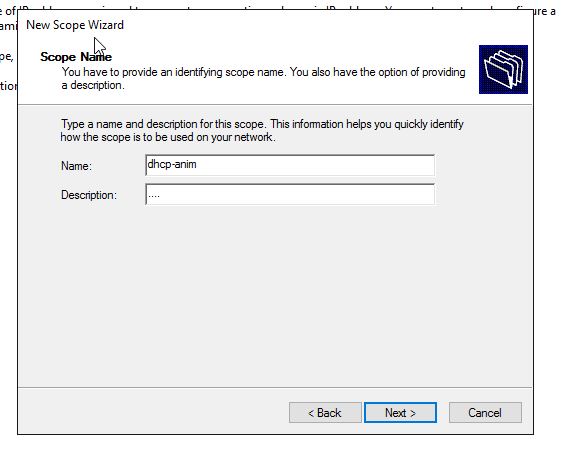 New Scope Wizard
Scope Name
You have to provide an identifying scope name. You also have the option of providing
a description.
Type a name and description for this scope. This information helps you quickly identify
how the scope is to be used on your network.
Name:
dhcp-anim
Description:
....
< Back
Next >
Cancel